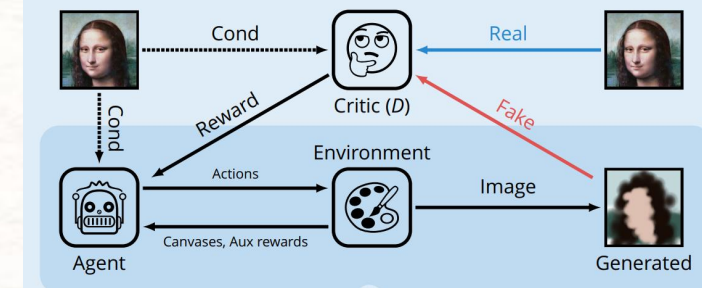 Cond
Real
Cond
Critic (D)
Reward
Fake
Environment
Actions
Image
Canvases, Aux rewards
Agent
Generated